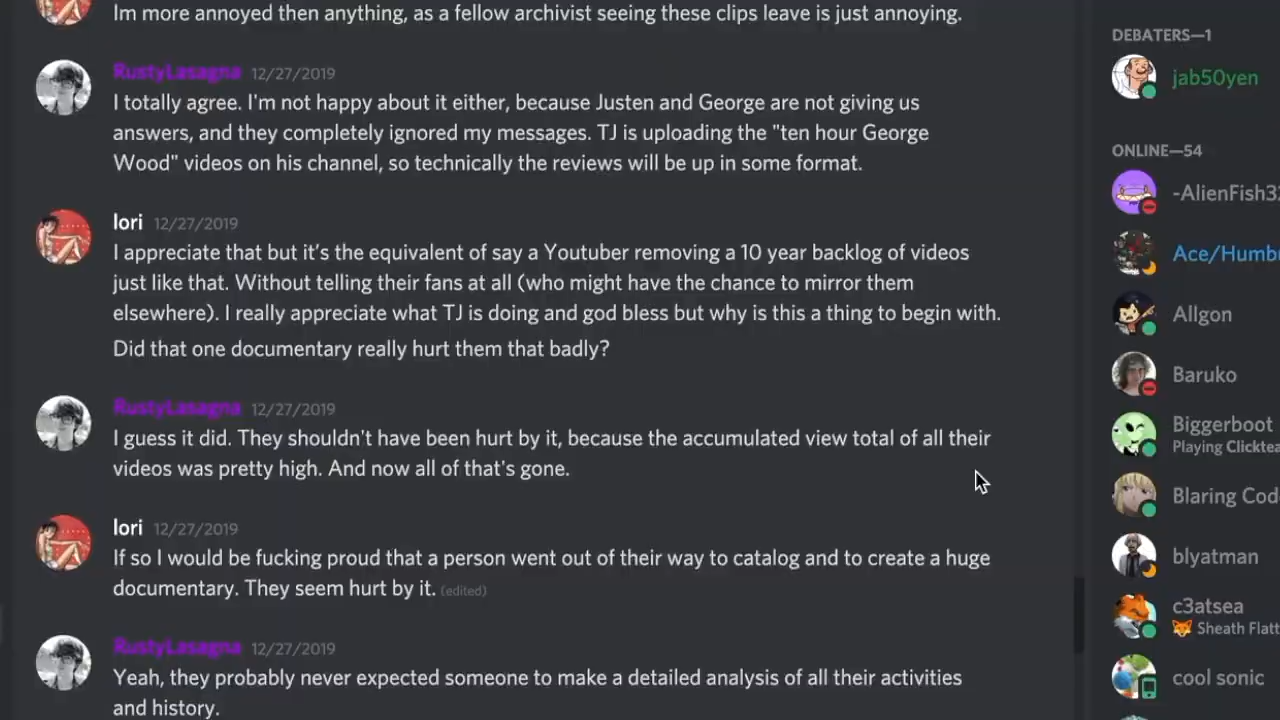 Im more annoyed then anything, as a fellow archivist seeing these clips leave is just annoying.
RustyLasagna 12/27/2019
I totally agree. I'm not happy about it either, because Justen and George are not giving us
answers, and they completely ignored my messages. TJ is uploading the "ten hour George
Wood" videos on his channel, so technically the reviews will be up in some format.
lori 12/27/2019
I appreciate that but it's the equivalent of say a Youtuber removing a 10 year backlog of videos
just like that. Without telling their fans at all (who might have the chance to mirror them
elsewhere). I really appreciate what TJ is doing and god bless but why is this a thing to begin with.
Did that one documentary really hurt them that badly?
RustyLasagna 12/27/2019
I guess it did. They shouldn't have been hurt by it, because the accumulated view total of all their
videos was pretty high. And now all of that's gone.
lori 12/27/2019
If so I would be fucking proud that a person went out of their way to catalog and to create a huge
documentary. They seem hurt by it. (edited)
RustyLasagna 12/27/2019
Yeah, they probably never expected someone to make a detailed analysis of all their activities
and history.
DEBATERS—1
jab50yen
ONLINE—54
-AlienFish3
Ace/Humb
Allgon
Baruko
Biggerboot
Playing Clicktea
Blaring Cod
blyatman
c3atsea
🦊 Sheath Flatt
cool sonic